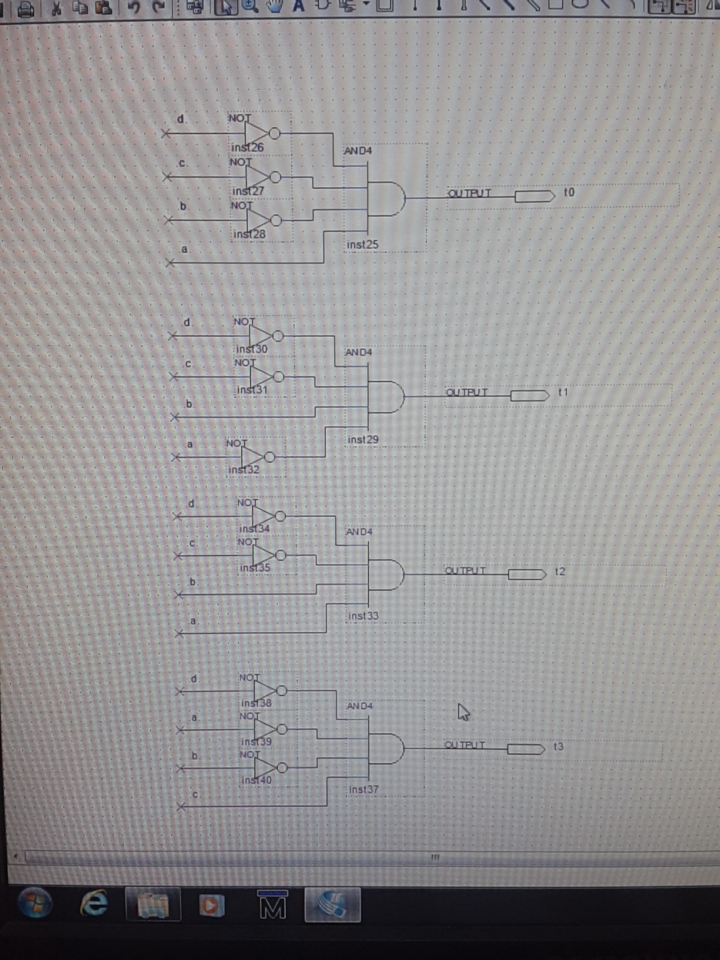 d
NOT
inst26
c
NOT
inst27
b
NOT
inst28
a
AND4
inst25
OUTPUT
t0
d
NOT
inst30
c
NOT
inst31
b
a
NOT
inst32
AND4
inst29
OUTPUT
t1
d
NOT
inst34
c
NOT
inst35
b
a
AND4
inst33
OUTPUT
t2
d
NOT
inst38
a
NOT
inst39
b
NOT
inst40
c
AND4
inst37
OUTPUT
t3